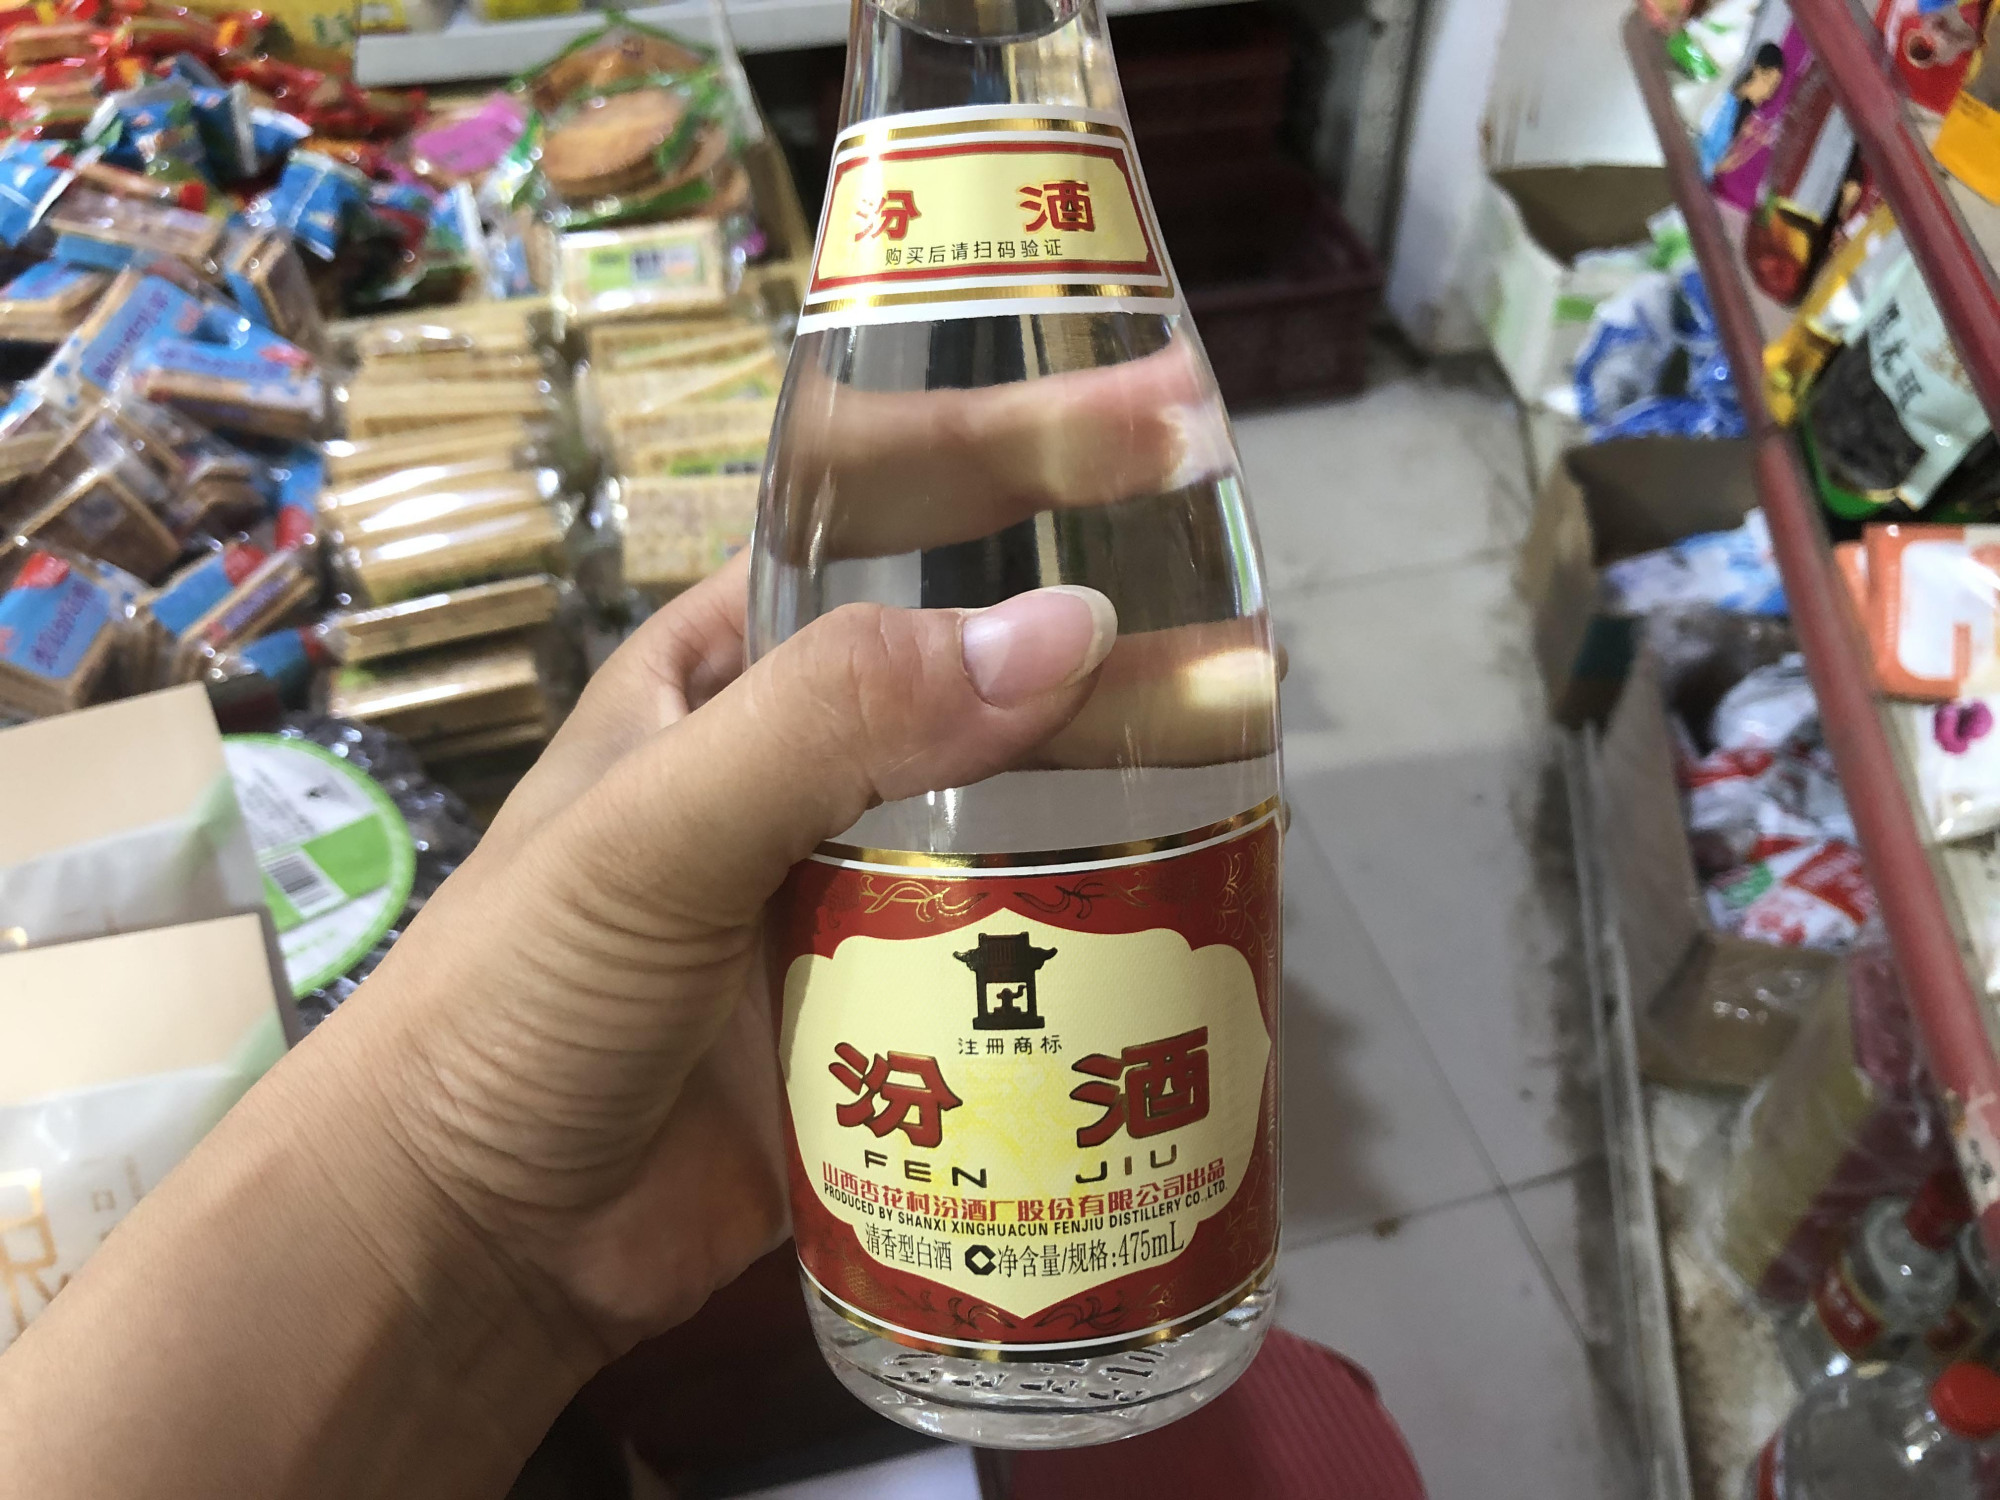 汾 酒
购买后请扫码验证
注册商标
汾 酒
FEN JIU
山西杏花村汾酒厂股份有限公司出品
PRODUCED BY SHANXI XINGHUACUN FENJIU DISTILLERY CO.,LTD.
清香型白酒 净含量/规格:475mL